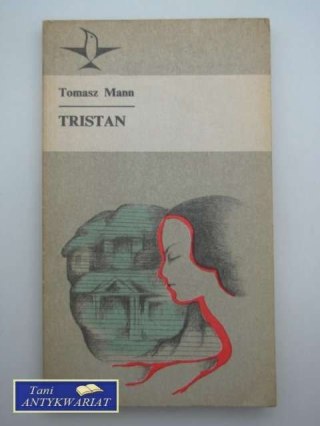 Tomasz Mann
TRISTAN
Tani
ANTYKWARIAT